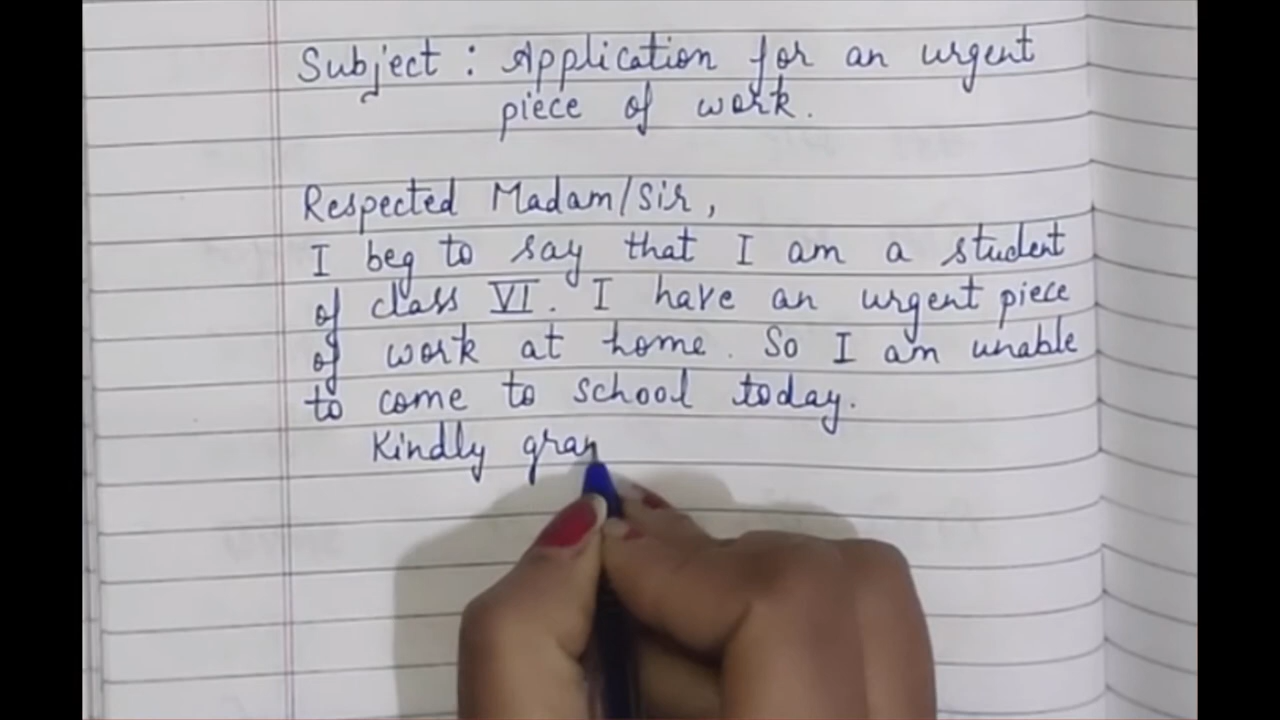 Subject : Application for an urgent
piece of work.
Respected Madam/Sir,
I beg to say that I am a student
of class VI. I have an urgent piece
of work at home. So I am unable
to come to school today.
Kindly gran